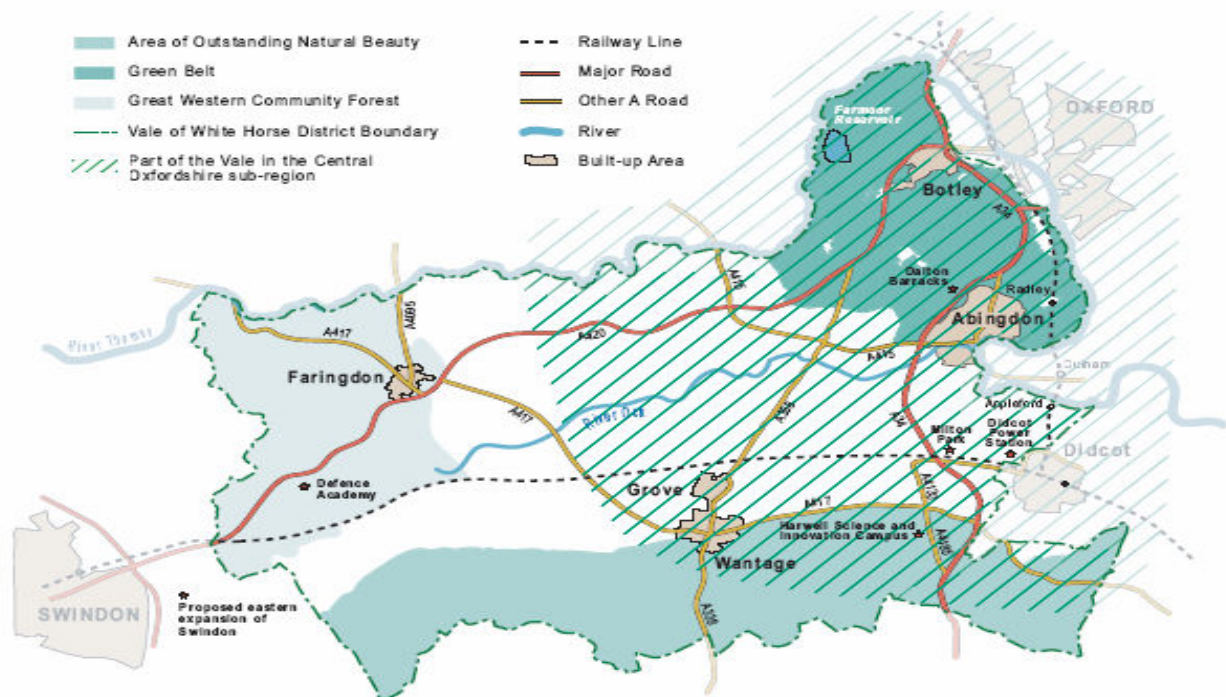 Area of Outstanding Natural Beauty
Green Belt
Great Western Community Forest
Vale of White Horse District Boundary
Part of the Vale in the Central
Oxfordshire sub-region
Railway Line
Major Road
Other A Road
River
Built-up Area
Farmoor
Reservoir
OXFORD
Botley
A34
Dalton
Barracks
Radley
Abingdon
A415
A4095
A417
A420
A415
River Thames
Faringdon
Culham
A417
River Ock
A338
A34
Appleford
Milton
Park
Didcot
Power
Station
Didcot
Defence
Academy
Grove
A4130
A417
Harwell Science and
Innovation Campus
A4185
Wantage
A338
SWINDON
Proposed eastern
expansion of
Swindon